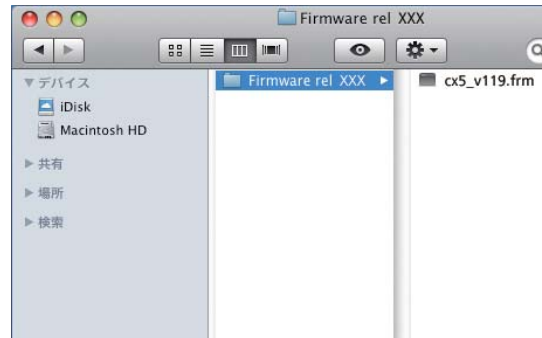 Firmware rel XXX
デバイス
iDisk
Macintosh HD
共有
場所
検索
Firmware rel XXX
cx5_v119.frm